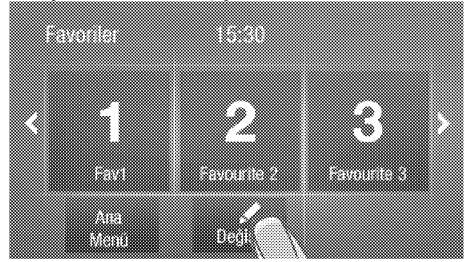 Favoriler 15:30
1 2 3
Fav1 Favourite 2 Favourite 3
Ana
Menü
Deği